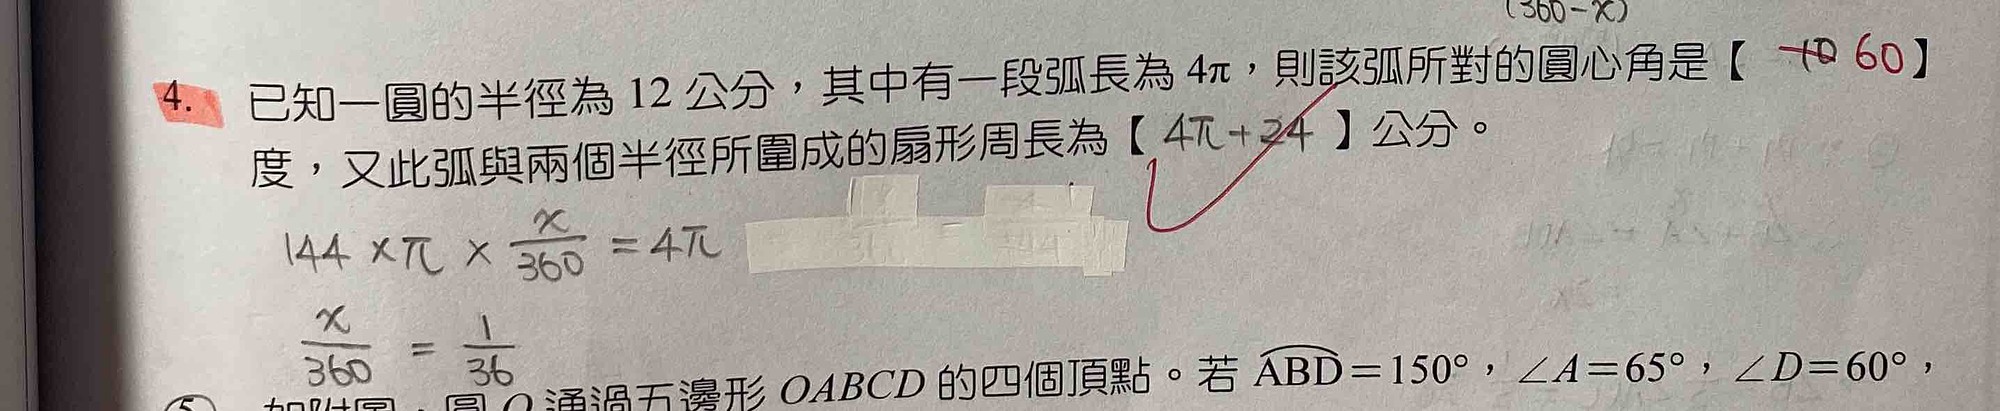 (360-x)
4. 已知一圓的半徑為 12 公分，其中有一段弧長為 4π，則該弧所對的圓心角是【 10 60】
度，又此弧與兩個半徑所圍成的扇形周長為【 4π+24 】公分。
144 × π × x/360 = 4π
x/360 = 1/36
5. 如附圖，圓 O 通過五邊形 OABCD 的四個頂點。若 ABD=150°，∠A=65°，∠D=60°，